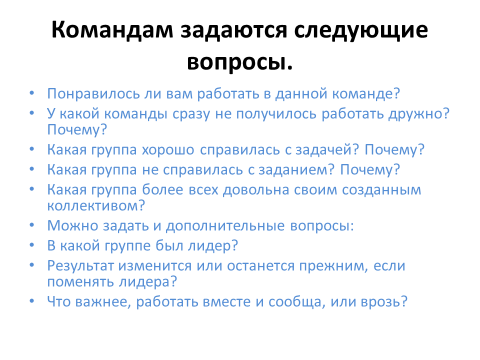 Командам задаются следующие
вопросы.
• Понравилось ли вам работать в данной команде?
• У какой команды сразу не получилось работать дружно?
Почему?
• Какая группа хорошо справилась с задачей? Почему?
• Какая группа не справилась с заданием? Почему?
• Какая группа более всех довольна своим созданным
коллективом?
• Можно задать и дополнительные вопросы:
• В какой группе был лидер?
• Результат изменится или останется прежним, если
поменять лидера?
• Что важнее, работать вместе и сообща, или врозь?